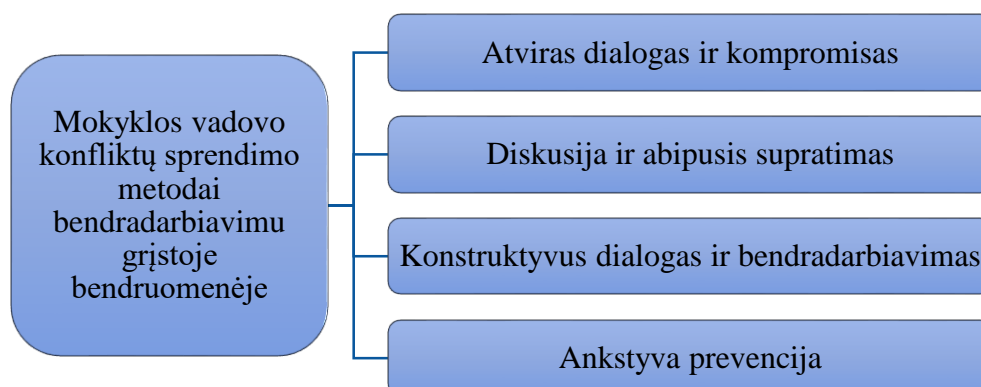 Mokyklos vadovo
konfliktų sprendimo
metodai
bendradarbiavimu
grįstoje
bendruomenėje
Atviras dialogas ir kompromisas
Diskusija ir abipusis supratimas
Konstruktyvus dialogas ir bendradarbiavimas
Ankstyva prevencija